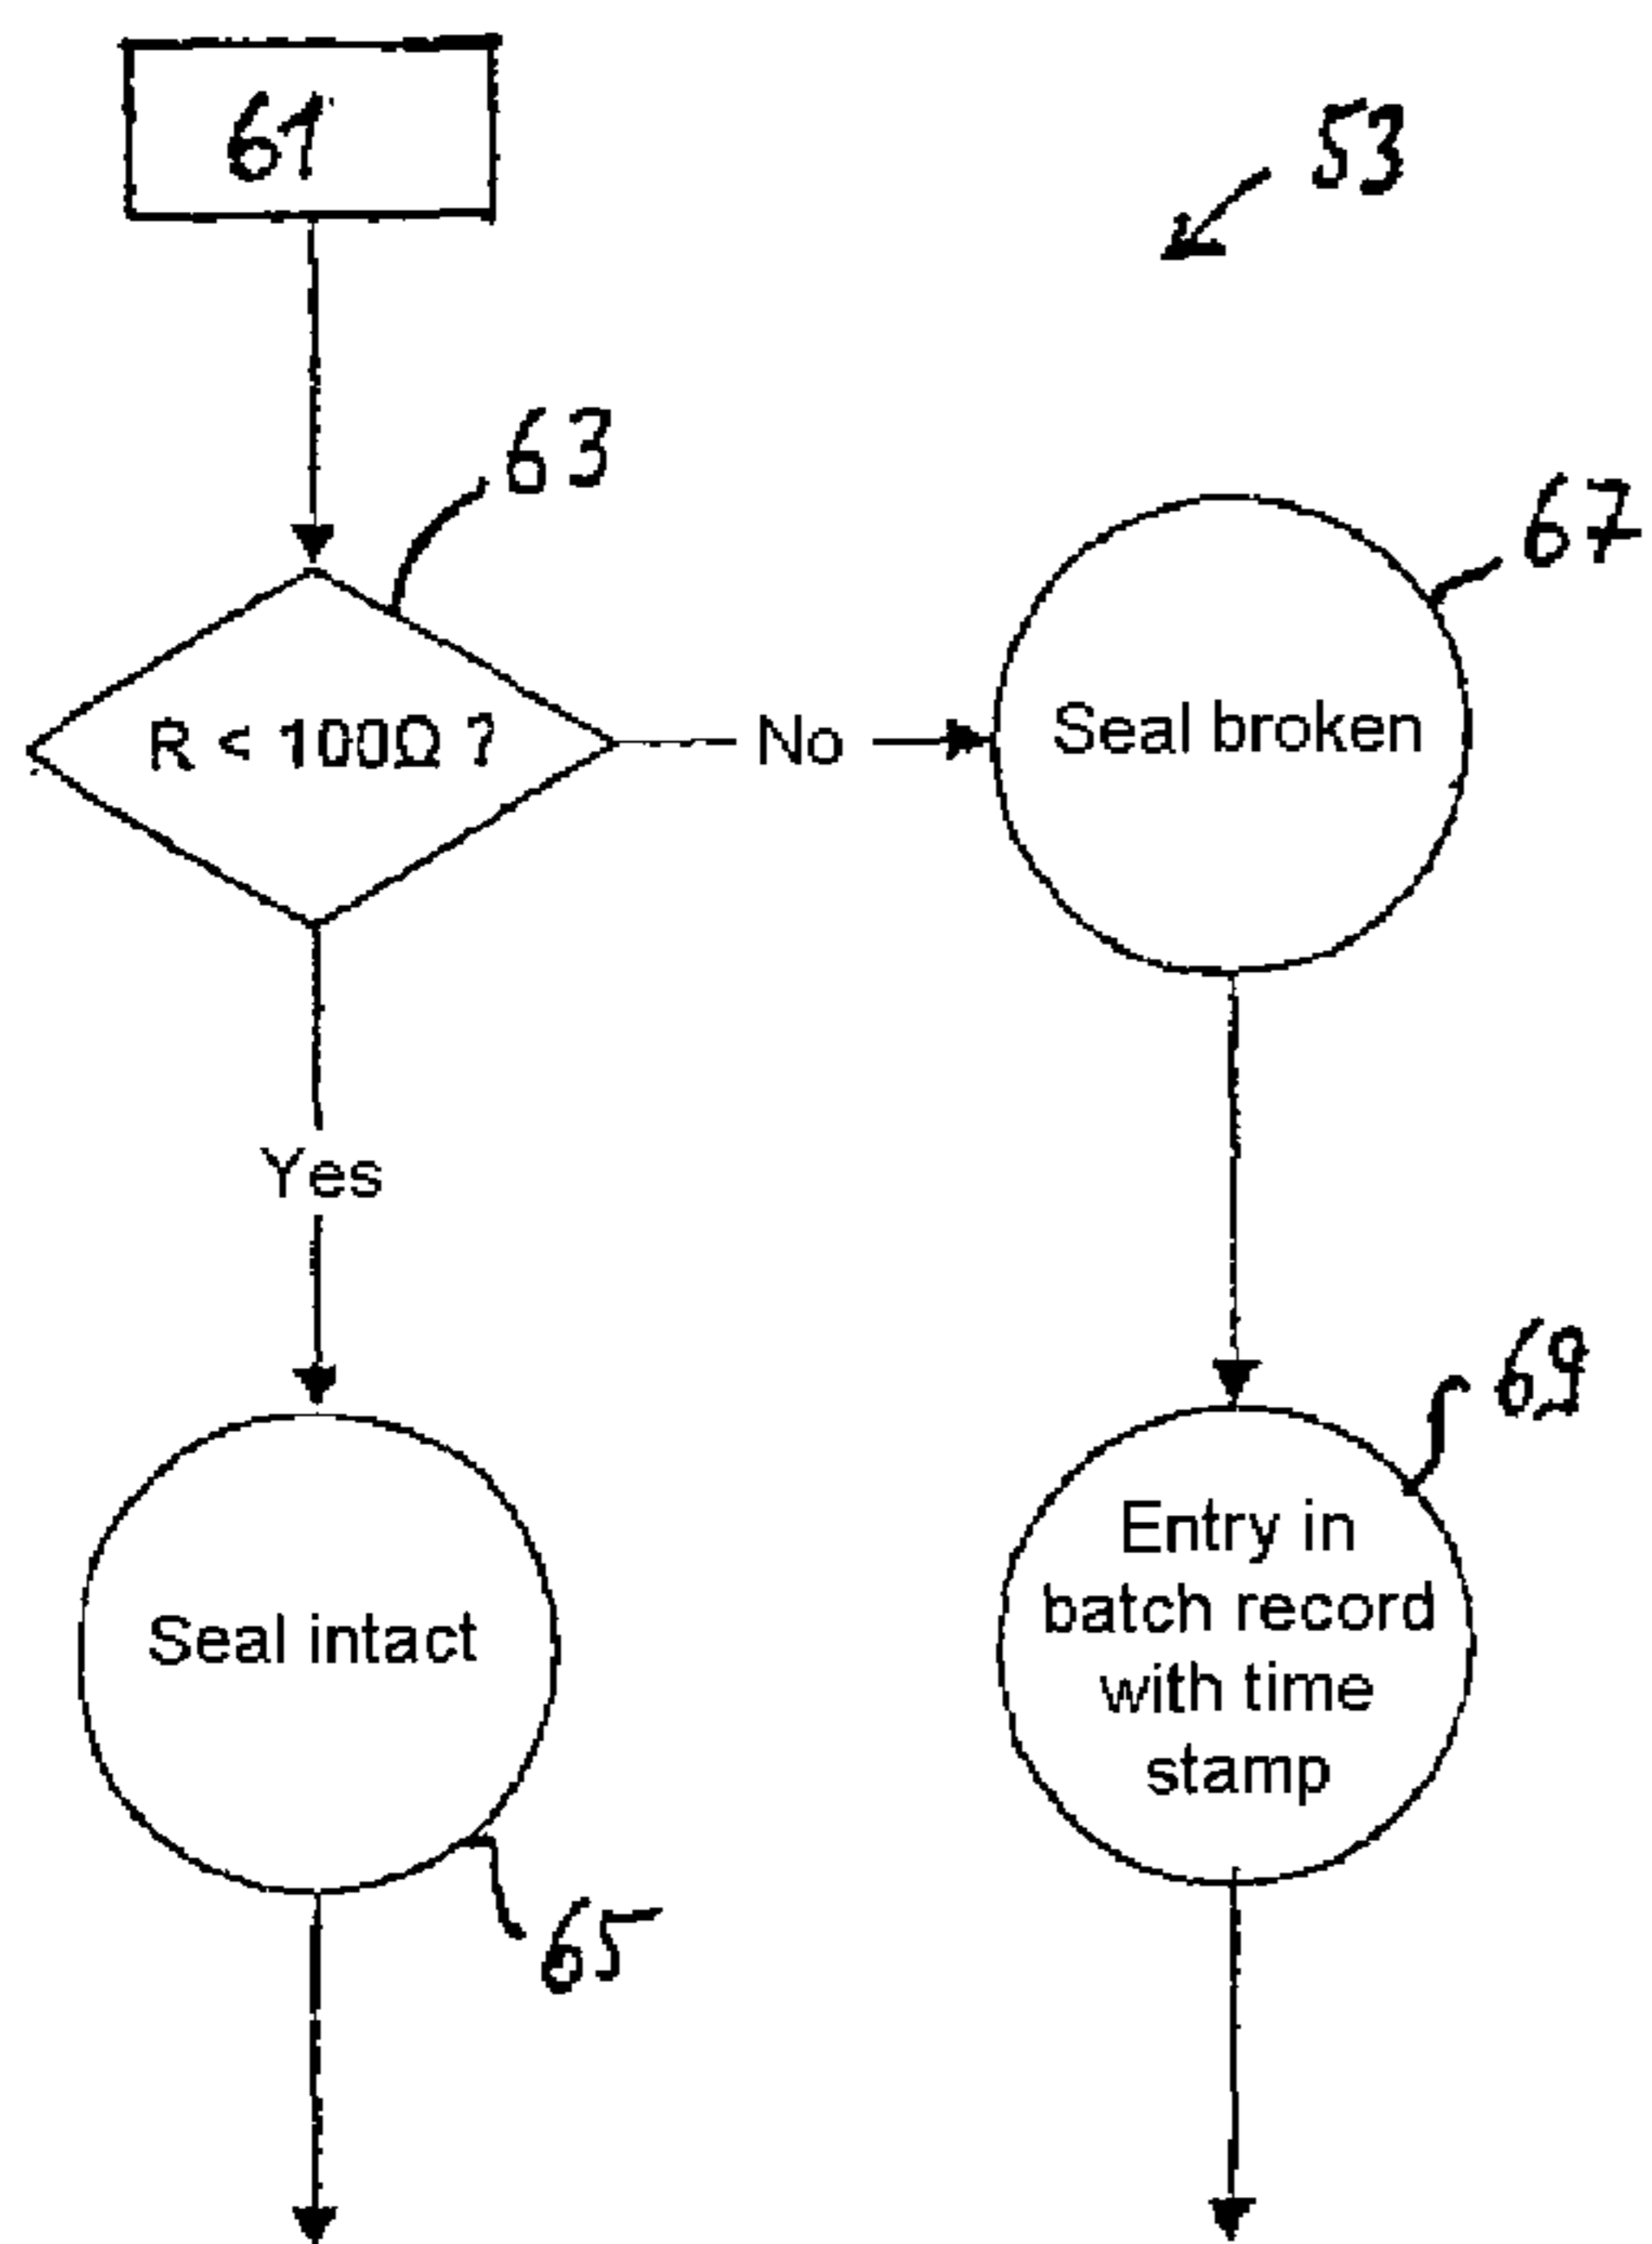 61
53
63
67
R < 100Ω ?
No
Seal broken
Yes
69
Entry in
batch record
with time
stamp
Seal intact
65